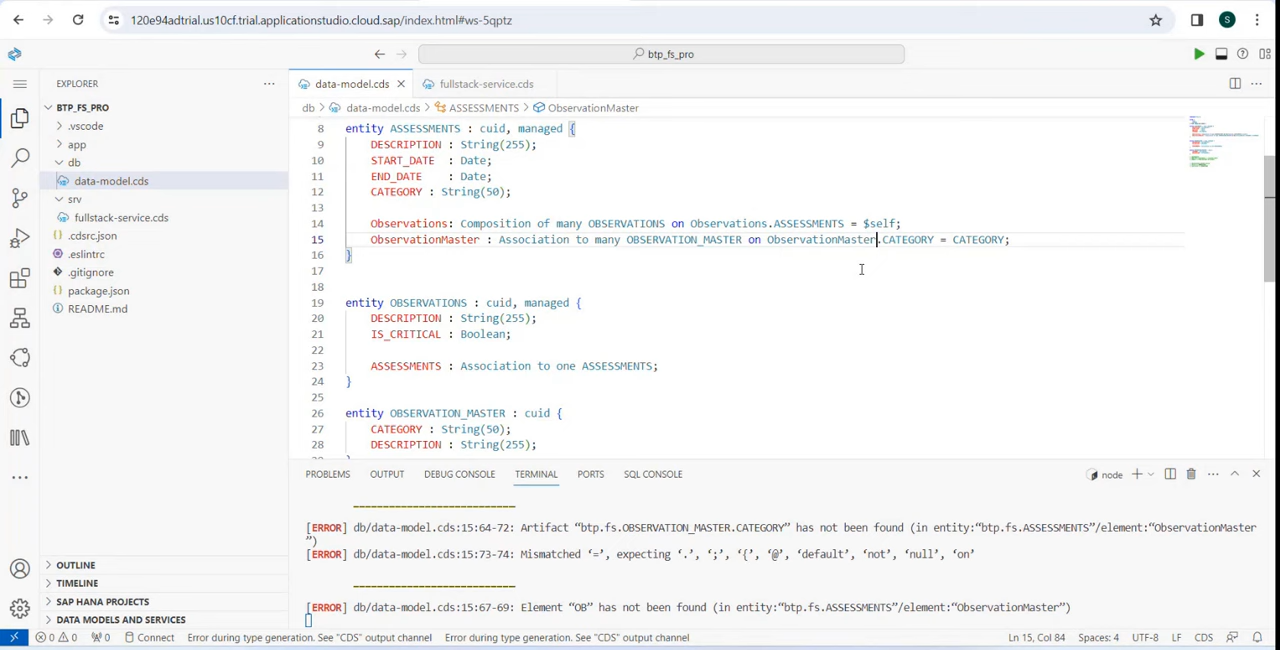 120e94adtrial.us10cf.trial.applicationstudio.cloud.sap/index.html#ws-5qptz
S
btp_fs_pro
EXPLORER
BTP_FS_PRO
.vscode
app
db
data-model.cds
srv
fullstack-service.cds
.cdsrc.json
.eslintrc
.gitignore
package.json
README.md
OUTLINE
TIMELINE
SAP HANA PROJECTS
DATA MODELS AND SERVICES
data-model.cds
fullstack-service.cds
db > data-model.cds > ASSESSMENTS > ObservationMaster
8 entity ASSESSMENTS : cuid, managed {
9 DESCRIPTION : String(255);
10 START_DATE : Date;
11 END_DATE : Date;
12 CATEGORY : String(50);
13
14 Observations: Composition of many OBSERVATIONS on Observations.ASSESSMENTS = $self;
15 ObservationMaster : Association to many OBSERVATION_MASTER on ObservationMaster.CATEGORY = CATEGORY;
16 }
17
18
19 entity OBSERVATIONS : cuid, managed {
20 DESCRIPTION : String(255);
21 IS_CRITICAL : Boolean;
22
23 ASSESSMENTS : Association to one ASSESSMENTS;
24 }
25
26 entity OBSERVATION_MASTER : cuid {
27 CATEGORY : String(50);
28 DESCRIPTION : String(255);
PROBLEMS OUTPUT DEBUG CONSOLE TERMINAL PORTS SQL CONSOLE
node
[ERROR] db/data-model.cds:15:64-72: Artifact “btp.fs.OBSERVATION_MASTER.CATEGORY” has not been found (in entity:“btp.fs.ASSESSMENTS”/element:“ObservationMaster
”)
[ERROR] db/data-model.cds:15:73-74: Mismatched ‘=’, expecting ‘.’, ‘;’, ‘{’, ‘@’, ‘default’, ‘not’, ‘null’, ‘on’
[ERROR] db/data-model.cds:15:67-69: Element “OB” has not been found (in entity:“btp.fs.ASSESSMENTS”/element:“ObservationMaster”)
0 0 0 Connect Error during type generation. See "CDS" output channel Error during type generation. See "CDS" output channel Ln 15, Col 84 Spaces: 4 UTF-8 LF CDS